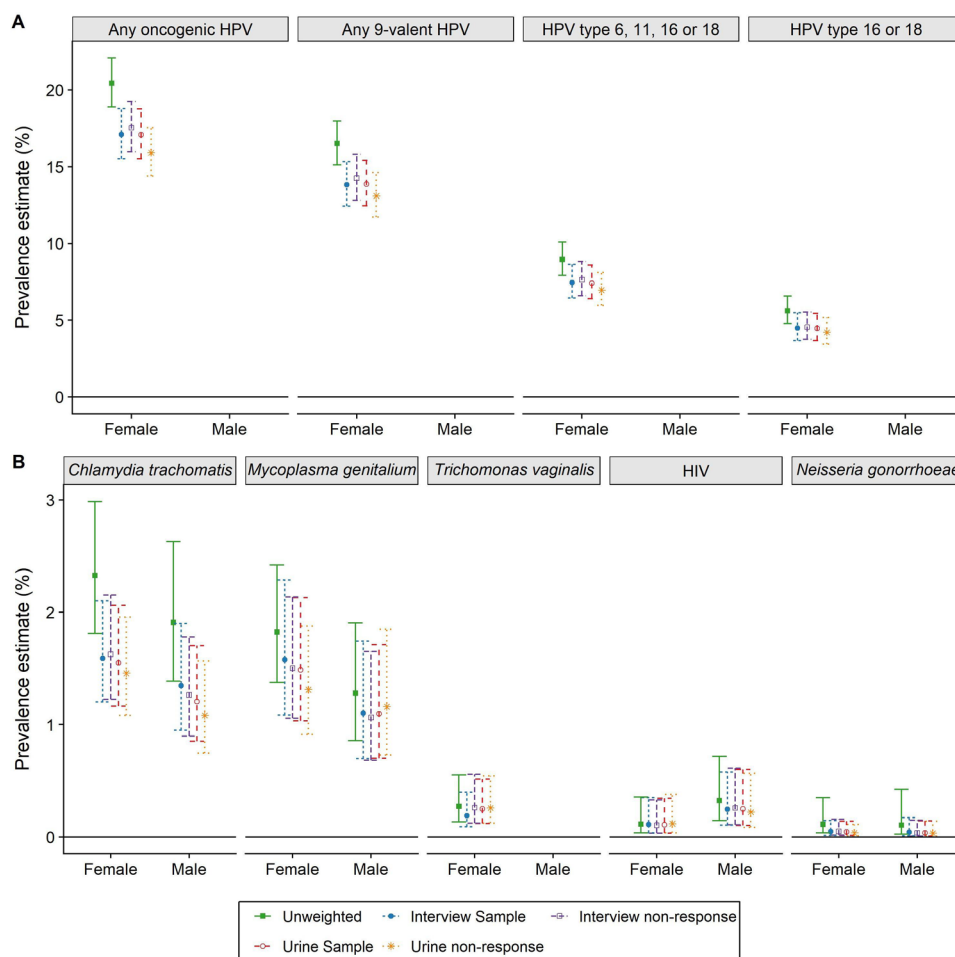 A
Any oncogenic HPV
Any 9-valent HPV
HPV type 6, 11, 16 or 18
HPV type 16 or 18
Prevalence estimate (%)
20
15
10
5
0
Female Male Female Male Female Male Female Male
B
Chlamydia trachomatis
Mycoplasma genitalium
Trichomonas vaginalis
HIV
Neisseria gonorrhoeae
Prevalence estimate (%)
3
2
1
0
Female Male Female Male Female Male Female Male Female Male
Unweighted Interview Sample Interview non-response
Urine Sample Urine non-response